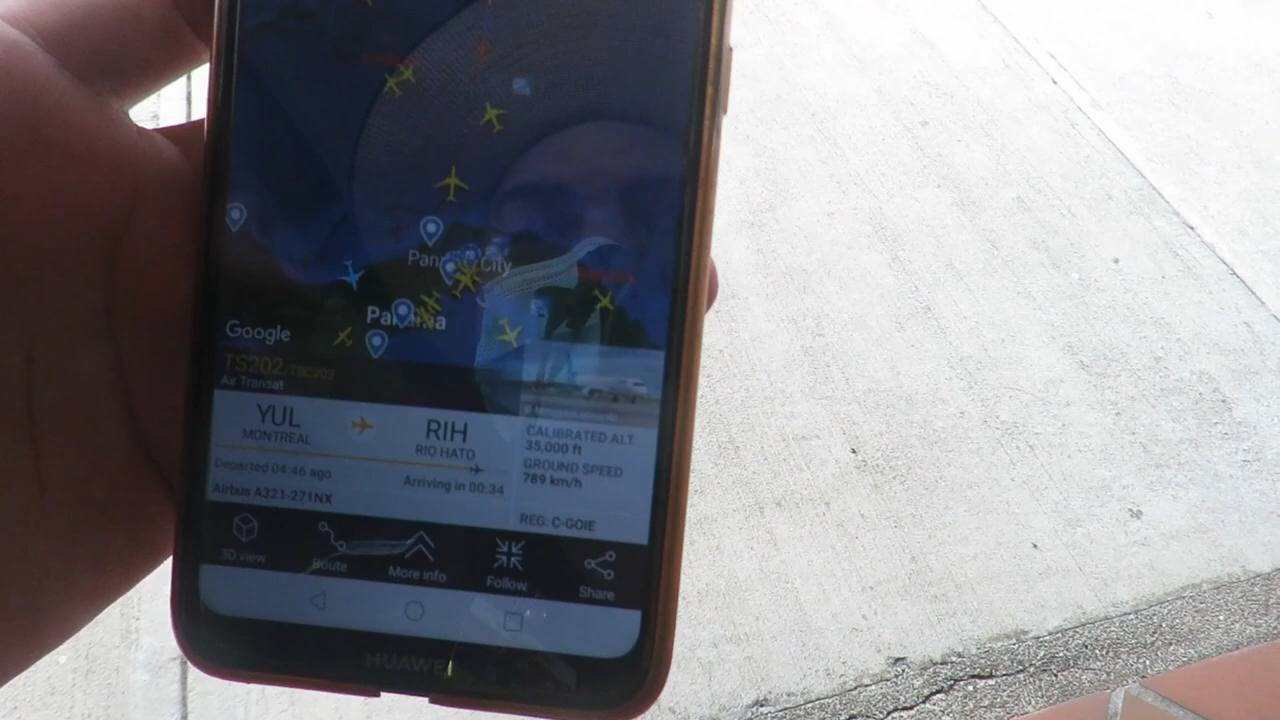 City
Panama
Google
TS202
Air Transat
YUL
MONTREAL
RIH
RIO HATO
Departed 04:46 ago
Arriving in 00:34
Airbus A321-271NX
CALIBRATED ALT.
35,000 ft
GROUND SPEED
789 km/h
REG: C-GOIE
3D view
Route
More info
Follow
Share
HUAWEI